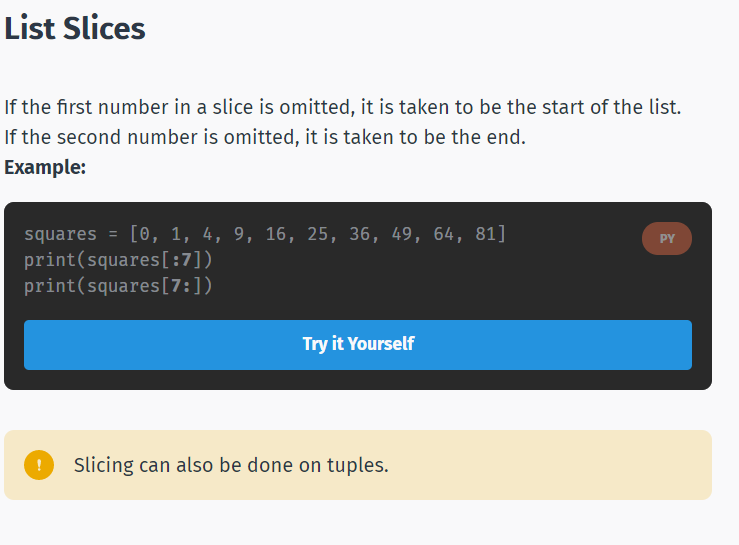 List Slices
If the first number in a slice is omitted, it is taken to be the start of the list.
If the second number is omitted, it is taken to be the end.
Example:
squares = [0, 1, 4, 9, 16, 25, 36, 49, 64, 81]
PY
print(squares[:7])
print(squares[7:])
Try it Yourself
! Slicing can also be done on tuples.